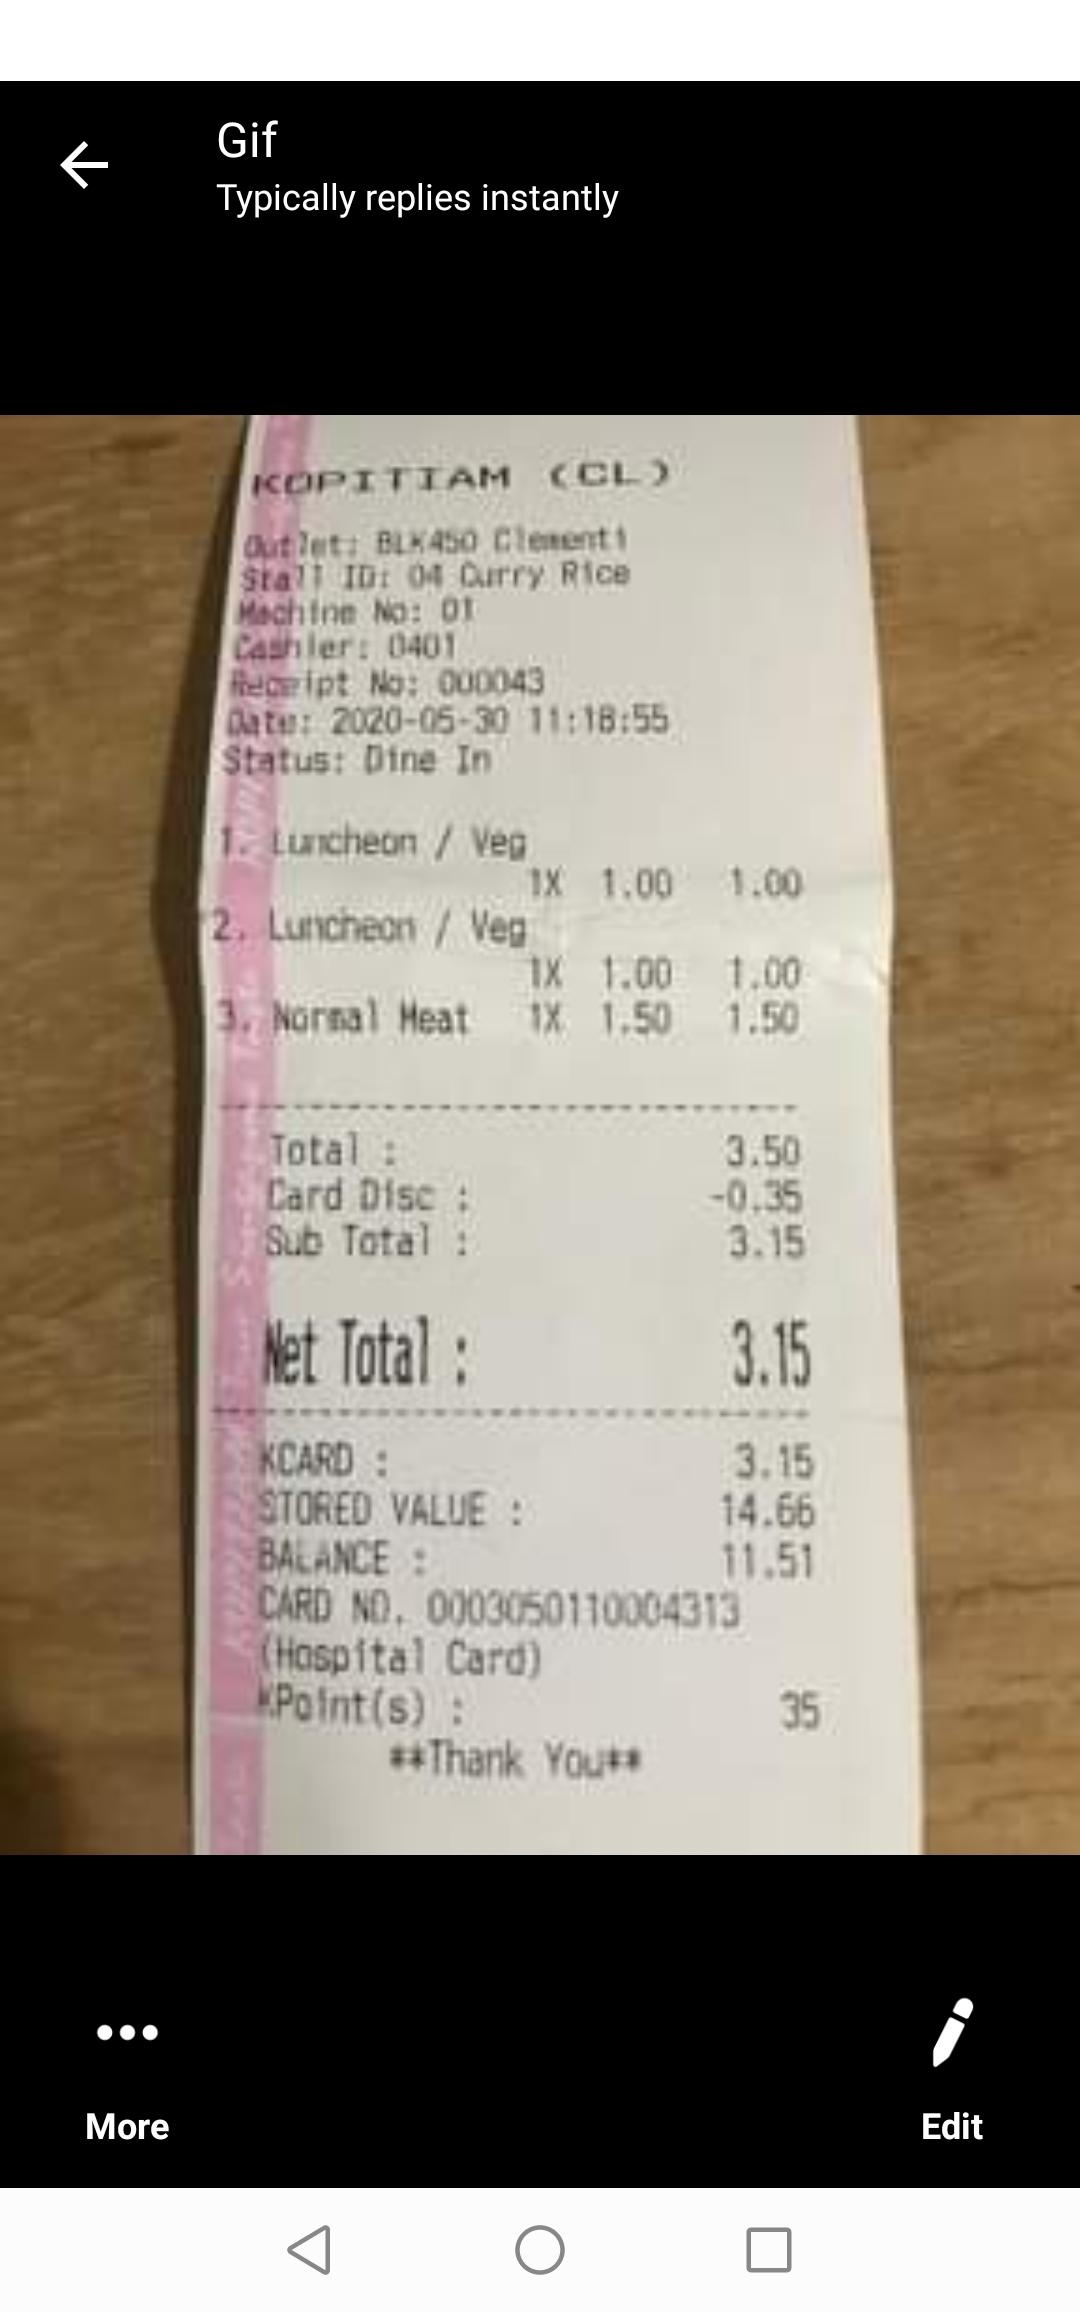 Gif
Typically replies instantly
KOPITIAM (CL)
Outlet: BLK450 Clementi
Stall ID: 04 Curry Rice
Machine No: 01
Cashier: 0401
Receipt No: 000043
Date: 2020-05-30 11:18:55
Status: Dine In
1. Luncheon / Veg
1X 1.00 1.00
2. Luncheon / Veg
1X 1.00 1.00
3. Normal Meat 1X 1.50 1.50
Total : 3.50
Card Disc : -0.35
Sub Total : 3.15
Net Total : 3.15
KCARD : 3.15
STORED VALUE : 14.66
BALANCE : 11.51
CARD NO. 0003050110004313
(Hospital Card)
KPoint(s) : 35
**Thank You**
More
Edit